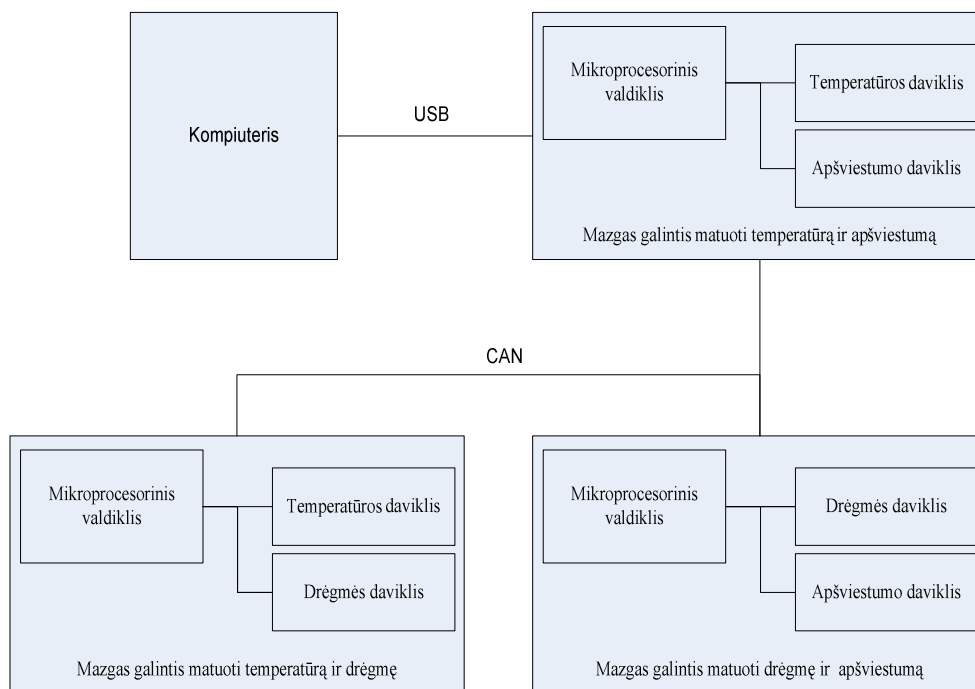 Kompiuteris
USB
Mikroprocesorinis
valdiklis
Temperatūros daviklis
Apšviestumo daviklis
Mazgas galintis matuoti temperatūrą ir apšviestumą
CAN
Mikroprocesorinis
valdiklis
Temperatūros daviklis
Drėgmės daviklis
Mazgas galintis matuoti temperatūrą ir drėgmę
Mikroprocesorinis
valdiklis
Drėgmės daviklis
Apšviestumo daviklis
Mazgas galintis matuoti drėgmę ir apšviestumą